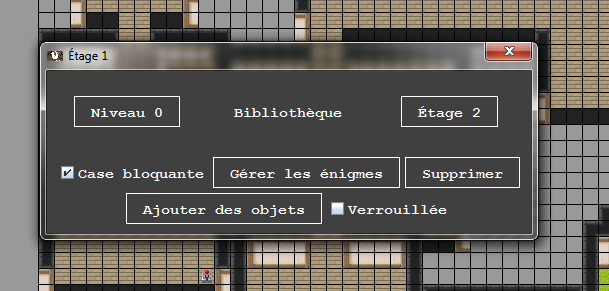 Étage 1
Niveau 0 Bibliothèque Étage 2
Case bloquante Gérer les énigmes Supprimer
Ajouter des objets Verrouillée